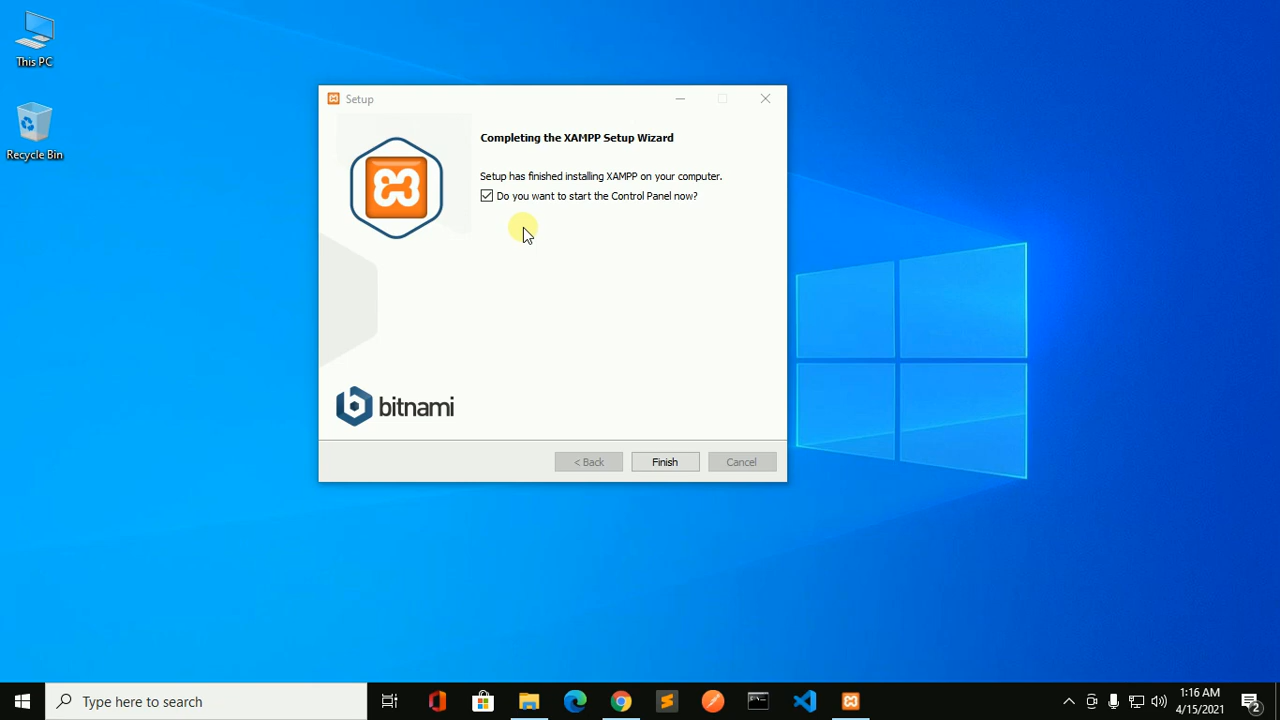 This PC
Recycle Bin
Setup
Completing the XAMPP Setup Wizard
Setup has finished installing XAMPP on your computer.
Do you want to start the Control Panel now?
bitnami
< Back
Finish
Cancel
Type here to search
1:16 AM
4/15/2021
2